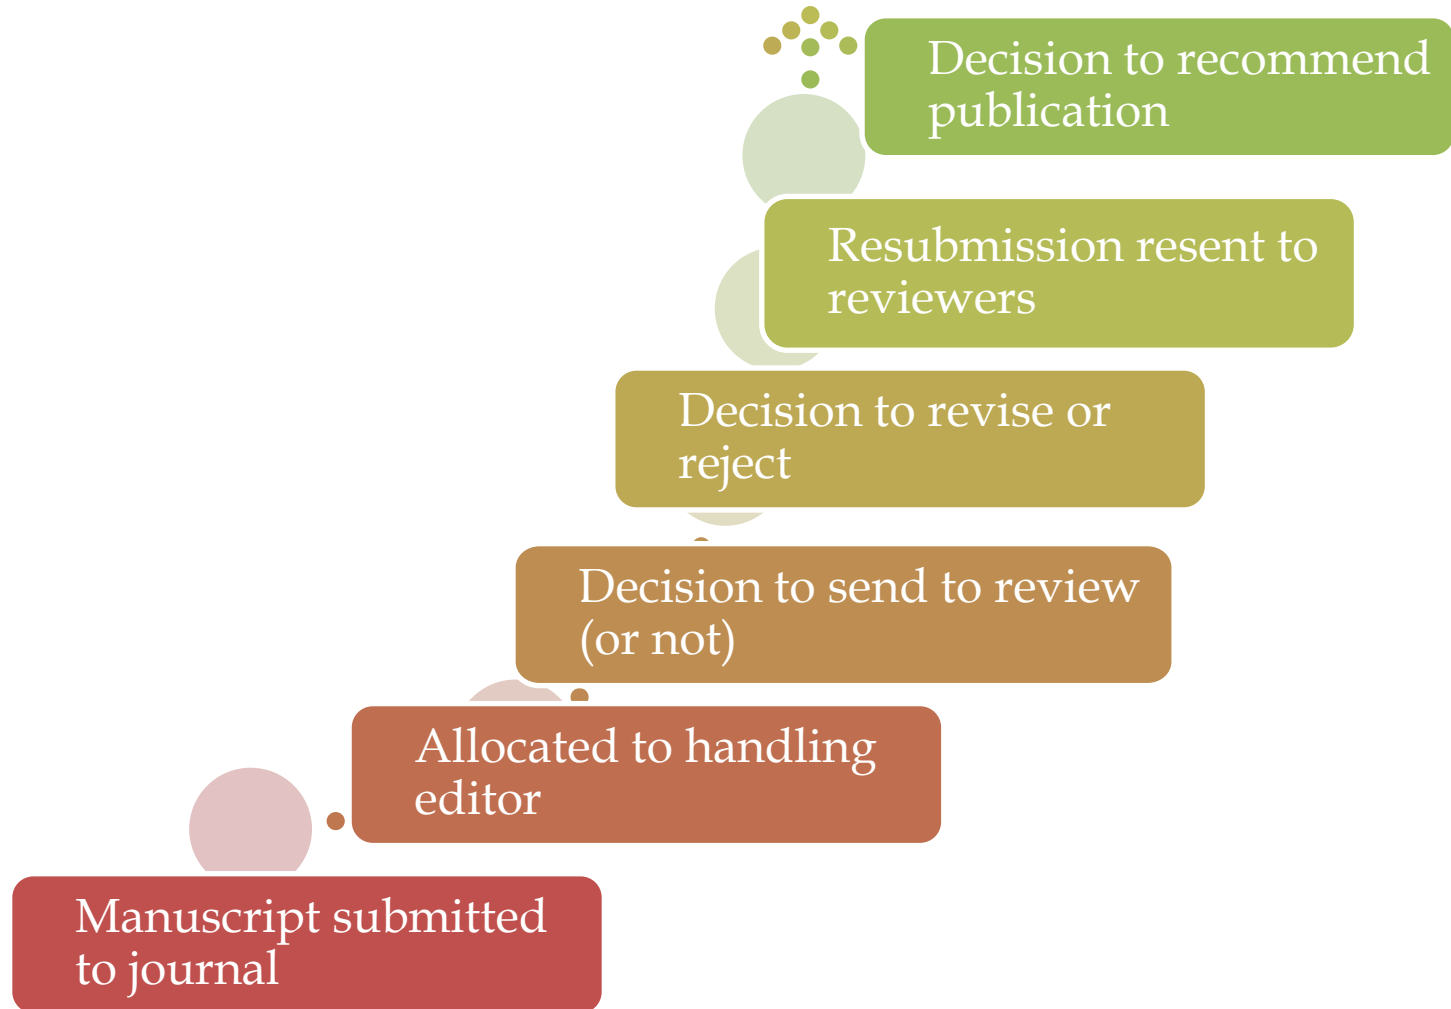 Decision to recommend
publication
Resubmission resent to
reviewers
Decision to revise or
reject
Decision to send to review
(or not)
Allocated to handling
editor
Manuscript submitted
to journal